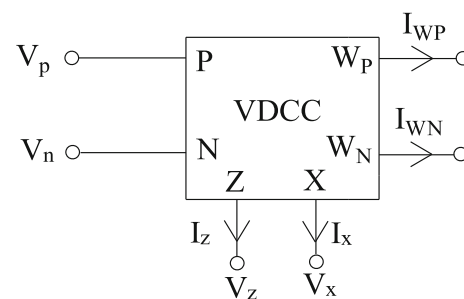 I_WP
V_p P W_P
VDCC
I_WN
V_n N W_N
Z X
I_z I_x
V_z V_x